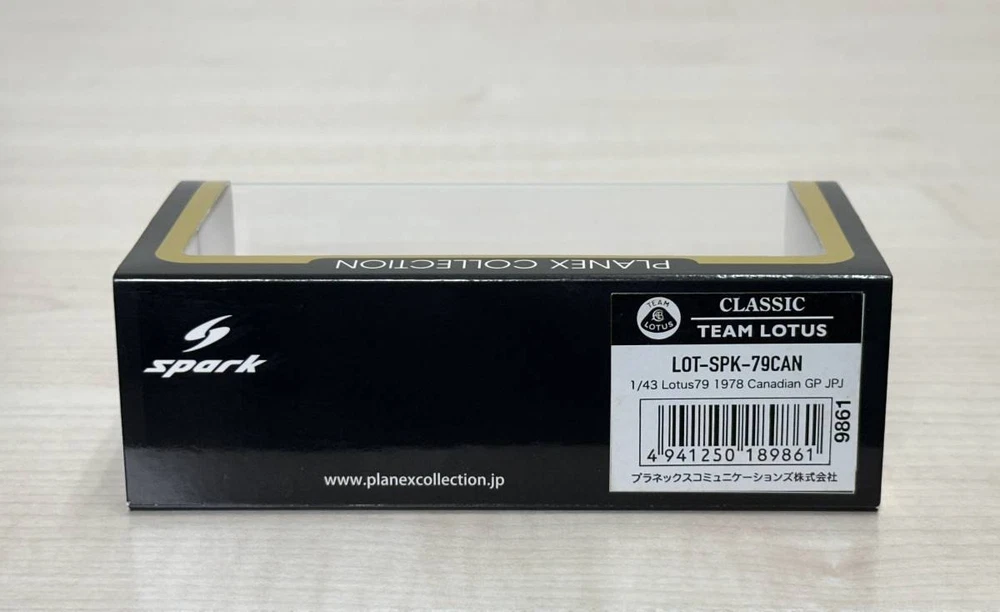 PLANEX COLLECTION
spark
www.planexcollection.jp
TEAM
LOTUS
CLASSIC
TEAM LOTUS
LOT-SPK-79CAN
1/43 Lotus79 1978 Canadian GP JPJ
4 941250 189861
9861
プラネックスコミュニケーションズ株式会社